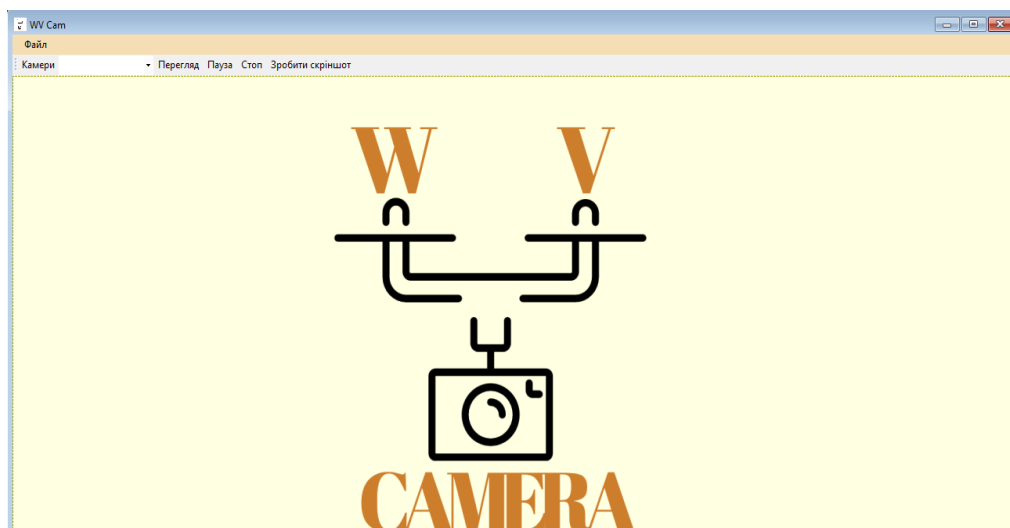 WV Cam
Файл
Камери Перегляд Пауза Стоп Зробити скріншот
W V
CAMERA